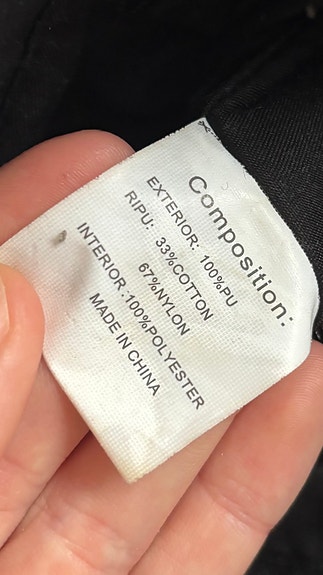 Composition:
EXTERIOR: 100%PU
RIPU: 33%COTTON
67%NYLON
INTERIOR :100%POLYESTER
MADE IN CHINA